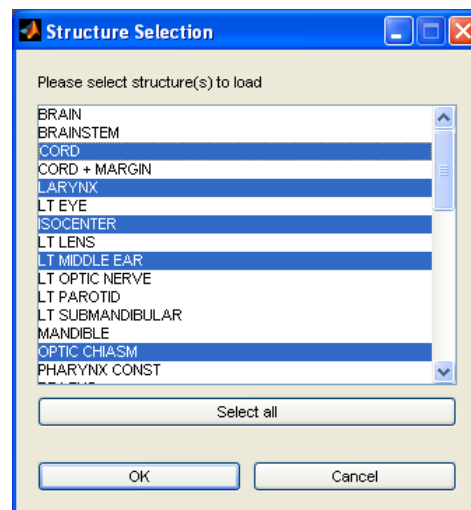 Structure Selection
Please select structure(s) to load
BRAIN
BRAINSTEM
CORD
CORD + MARGIN
LARYNX
LT EYE
ISOCENTER
LT LENS
LT MIDDLE EAR
LT OPTIC NERVE
LT PAROTID
LT SUBMANDIBULAR
MANDIBLE
OPTIC CHIASM
PHARYNX CONST
Select all
OK Cancel